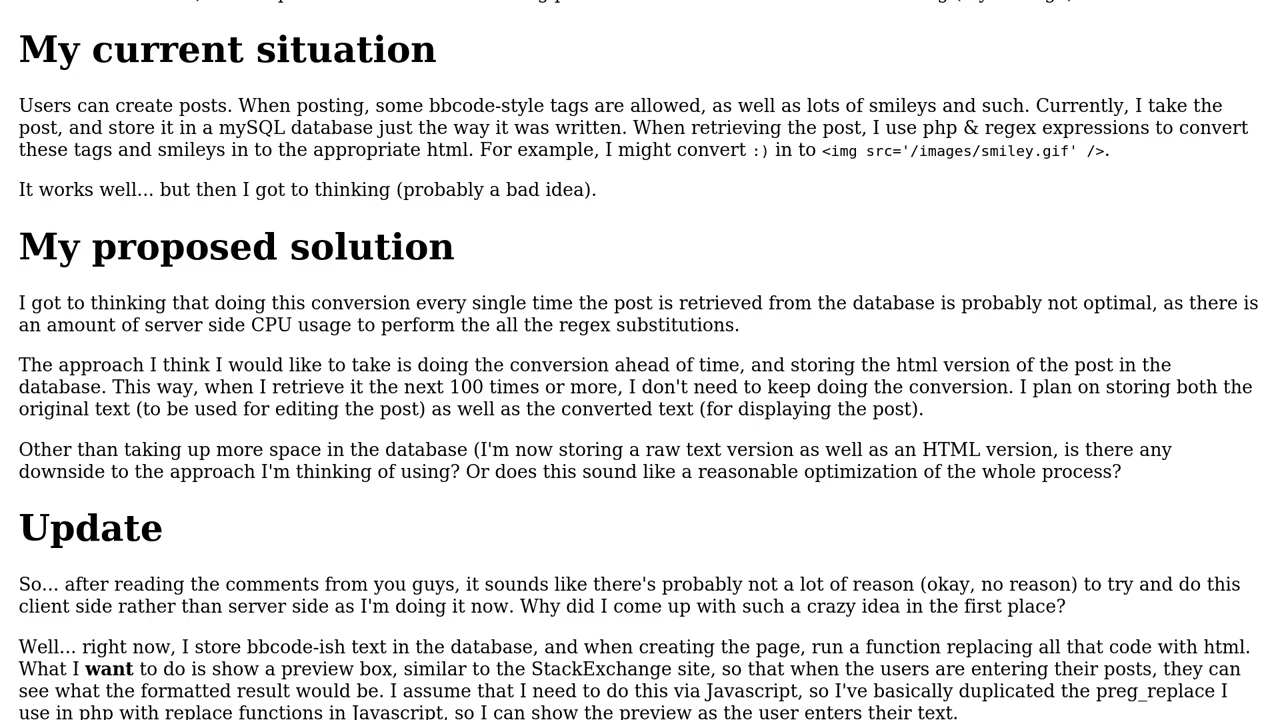 My current situation
Users can create posts. When posting, some bbcode-style tags are allowed, as well as lots of smileys and such. Currently, I take the
post, and store it in a mySQL database just the way it was written. When retrieving the post, I use php & regex expressions to convert
these tags and smileys in to the appropriate html. For example, I might convert :) in to <img src='/images/smiley.gif' />.
It works well... but then I got to thinking (probably a bad idea).
My proposed solution
I got to thinking that doing this conversion every single time the post is retrieved from the database is probably not optimal, as there is
an amount of server side CPU usage to perform the all the regex substitutions.
The approach I think I would like to take is doing the conversion ahead of time, and storing the html version of the post in the
database. This way, when I retrieve it the next 100 times or more, I don't need to keep doing the conversion. I plan on storing both the
original text (to be used for editing the post) as well as the converted text (for displaying the post).
Other than taking up more space in the database (I'm now storing a raw text version as well as an HTML version, is there any
downside to the approach I'm thinking of using? Or does this sound like a reasonable optimization of the whole process?
Update
So... after reading the comments from you guys, it sounds like there's probably not a lot of reason (okay, no reason) to try and do this
client side rather than server side as I'm doing it now. Why did I come up with such a crazy idea in the first place?
Well... right now, I store bbcode-ish text in the database, and when creating the page, run a function replacing all that code with html.
What I want to do is show a preview box, similar to the StackExchange site, so that when the users are entering their posts, they can
see what the formatted result would be. I assume that I need to do this via Javascript, so I've basically duplicated the preg_replace I
use in php with replace functions in Javascript, so I can show the preview as the user enters their text.